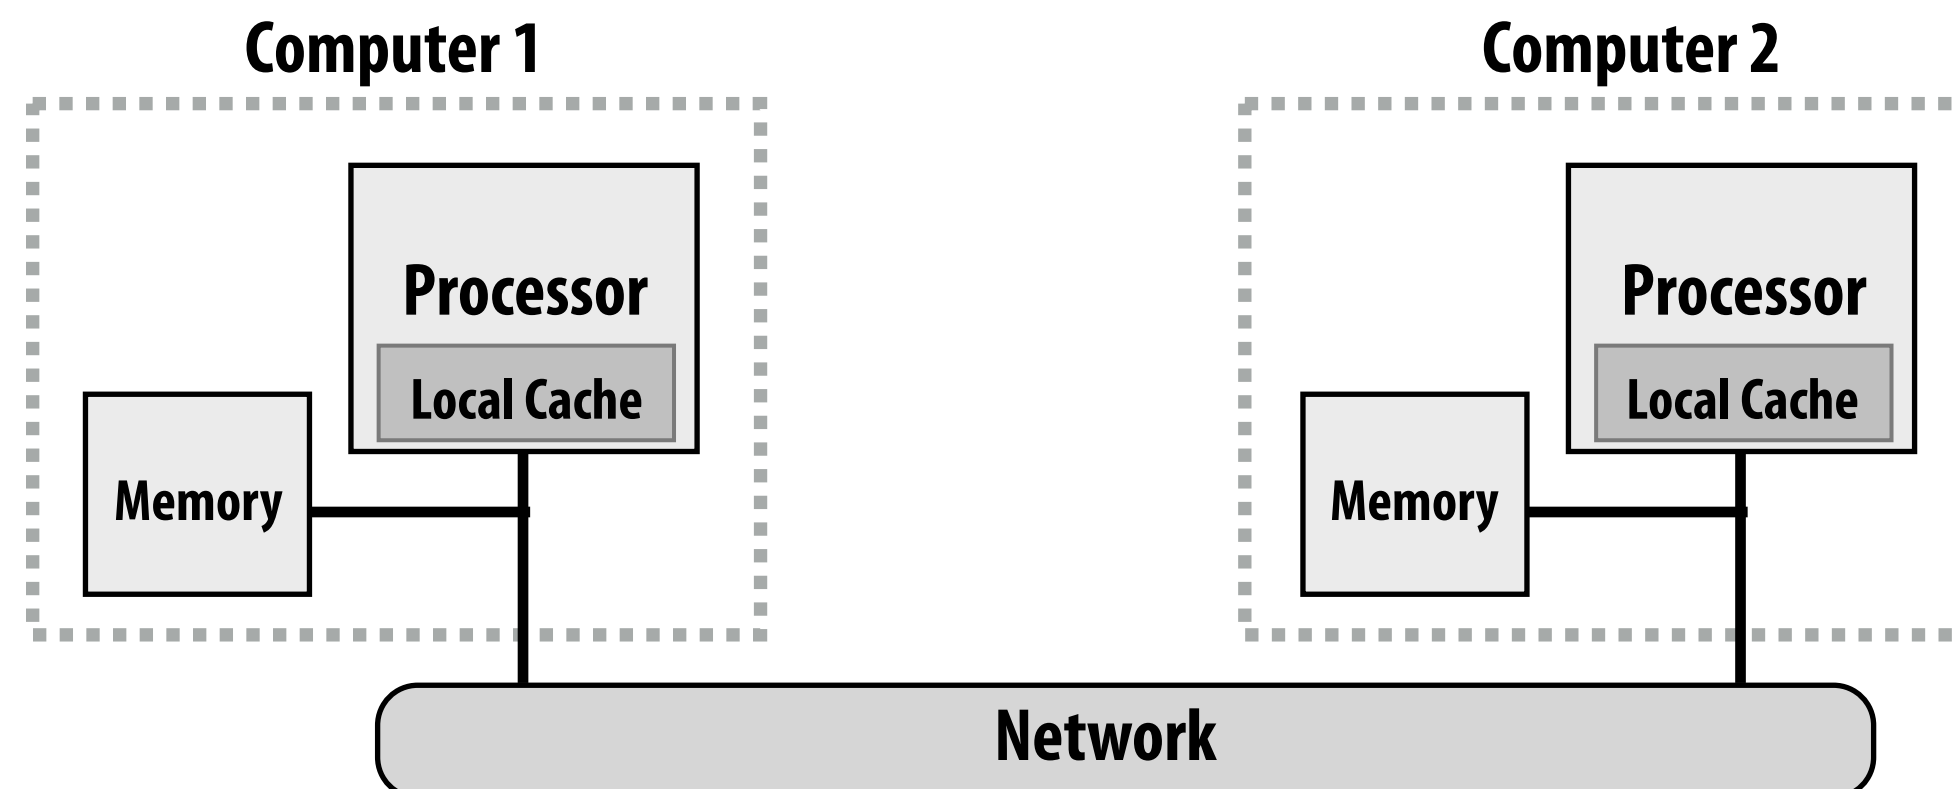 Computer 1
Computer 2
Processor
Local Cache
Memory
Processor
Local Cache
Memory
Network